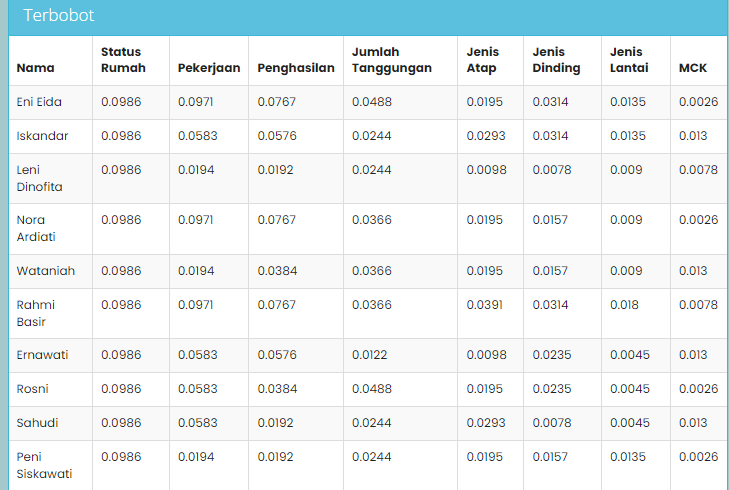 Terbobot
Nama Status Rumah Pekerjaan Penghasilan Jumlah Tanggungan Jenis Atap Jenis Dinding Jenis Lantai MCK
Eni Eida 0.0986 0.0971 0.0767 0.0488 0.0195 0.0314 0.0135 0.0026
Iskandar 0.0986 0.0583 0.0576 0.0244 0.0293 0.0314 0.0135 0.013
Leni Dinofita 0.0986 0.0194 0.0192 0.0244 0.0098 0.0078 0.009 0.0078
Nora Ardiati 0.0986 0.0971 0.0767 0.0366 0.0195 0.0157 0.009 0.0026
Wataniah 0.0986 0.0194 0.0384 0.0366 0.0195 0.0157 0.009 0.013
Rahmi Basir 0.0986 0.0971 0.0767 0.0366 0.0391 0.0314 0.018 0.0078
Ernawati 0.0986 0.0583 0.0576 0.0122 0.0098 0.0235 0.0045 0.013
Rosni 0.0986 0.0583 0.0384 0.0488 0.0195 0.0235 0.0045 0.0026
Sahudi 0.0986 0.0583 0.0192 0.0244 0.0293 0.0078 0.0045 0.013
Peni Siskawati 0.0986 0.0194 0.0192 0.0244 0.0195 0.0157 0.0135 0.0026